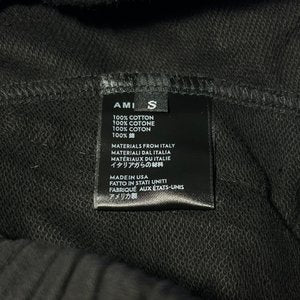 AMI
S
100% COTTON
100% COTONE
100% COTON
100% 綿
MATERIALS FROM ITALY
MATERIALI DAL ITALIA
MATÉRIAUX DU ITALIE
イタリアからの材料
MADE IN USA
FATTO IN STATI UNITI
FABRIQUÉ AUX ÉTATS-UNIS
アメリカ製